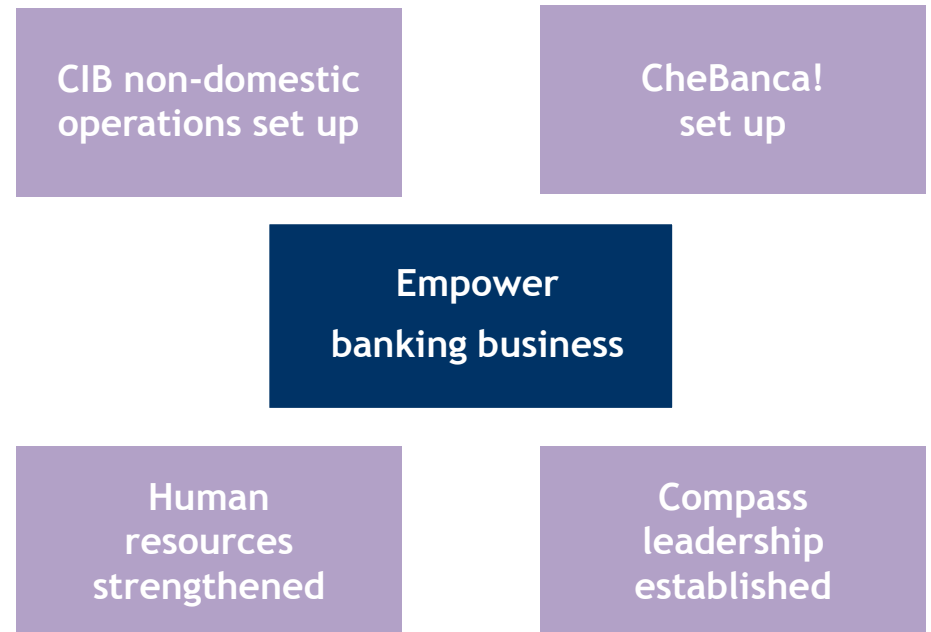 CIB non-domestic
operations set up
CheBanca!
set up
Empower
banking business
Human
resources
strengthened
Compass
leadership
established